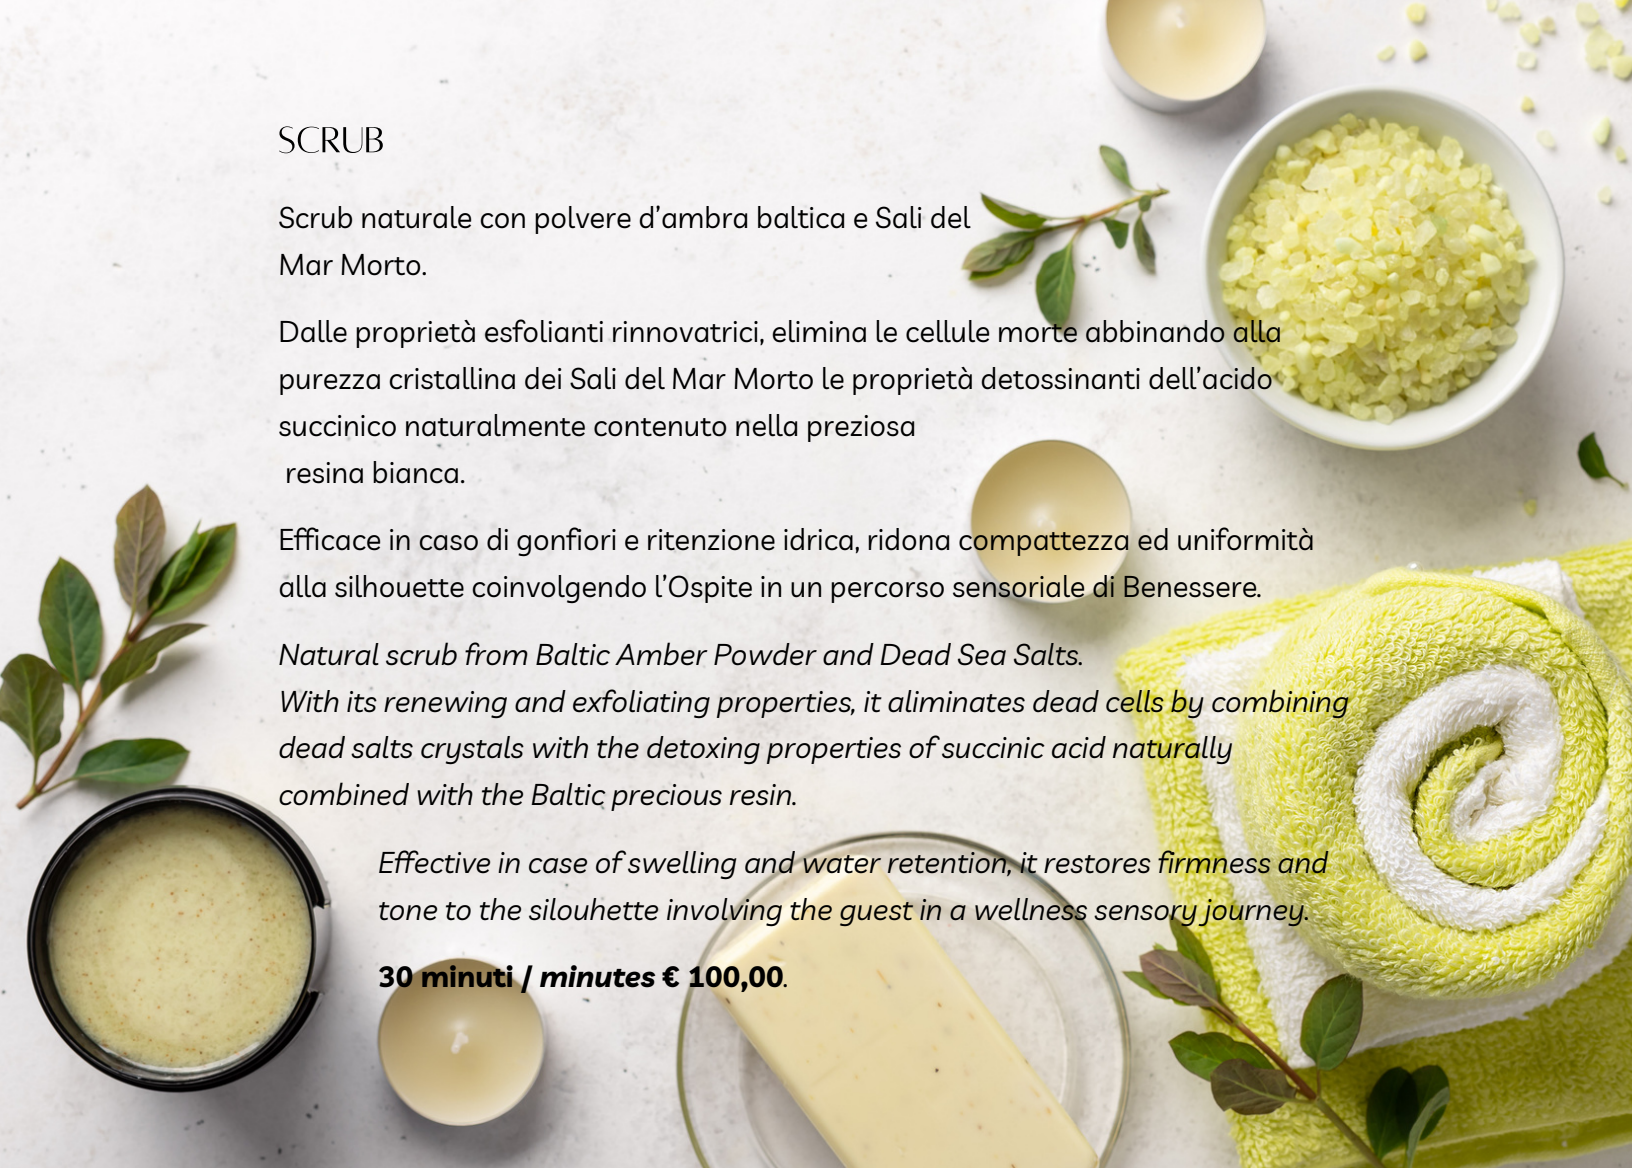 SCRUB
Scrub naturale con polvere d’ambra baltica e Sali del
Mar Morto.
Dalle proprietà esfolianti rinnovatrici, elimina le cellule morte abbinando alla
purezza cristallina dei Sali del Mar Morto le proprietà detossinanti dell’acido
succinico naturalmente contenuto nella preziosa
resina bianca.
Efficace in caso di gonfiori e ritenzione idrica, ridona compattezza ed uniformità
alla silhouette coinvolgendo l’Ospite in un percorso sensoriale di Benessere.
Natural scrub from Baltic Amber Powder and Dead Sea Salts.
With its renewing and exfoliating properties, it aliminates dead cells by combining
dead salts crystals with the detoxing properties of succinic acid naturally
combined with the Baltic precious resin.
Effective in case of swelling and water retention, it restores firmness and
tone to the silouhette involving the guest in a wellness sensory journey.
30 minuti / minutes € 100,00.